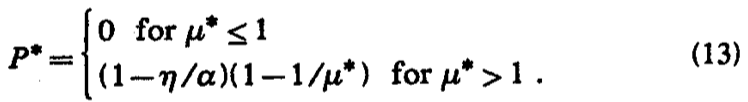 P* = { 0 for μ* ≤ 1
(1−η/α)(1−1/μ*) for μ* > 1 . (13)